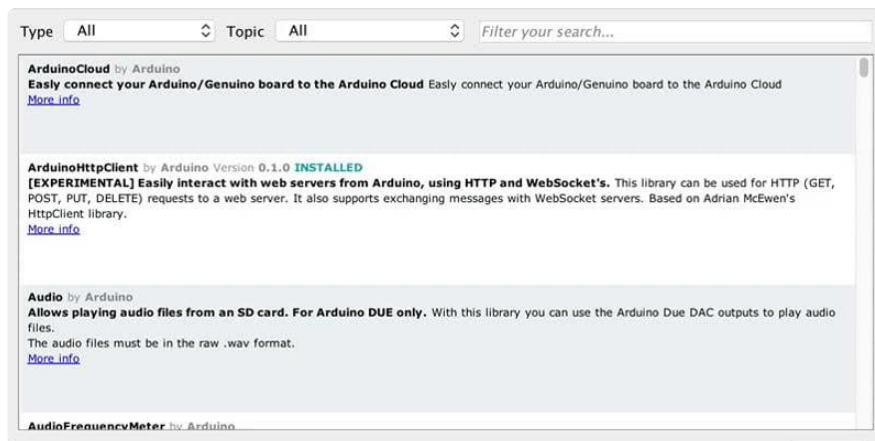 Type All Topic All Filter your search...
ArduinoCloud by Arduino
Easly connect your Arduino/Genuino board to the Arduino Cloud Easly connect your Arduino/Genuino board to the Arduino Cloud
More info
ArduinoHttpClient by Arduino Version 0.1.0 INSTALLED
[EXPERIMENTAL] Easily interact with web servers from Arduino, using HTTP and WebSocket's. This library can be used for HTTP (GET,
POST, PUT, DELETE) requests to a web server. It also supports exchanging messages with WebSocket servers. Based on Adrian McEwen's
HttpClient library.
More info
Audio by Arduino
Allows playing audio files from an SD card. For Arduino DUE only. With this library you can use the Arduino Due DAC outputs to play audio
files.
The audio files must be in the raw .wav format.
More info
AudioFrequencyMeter by Arduino